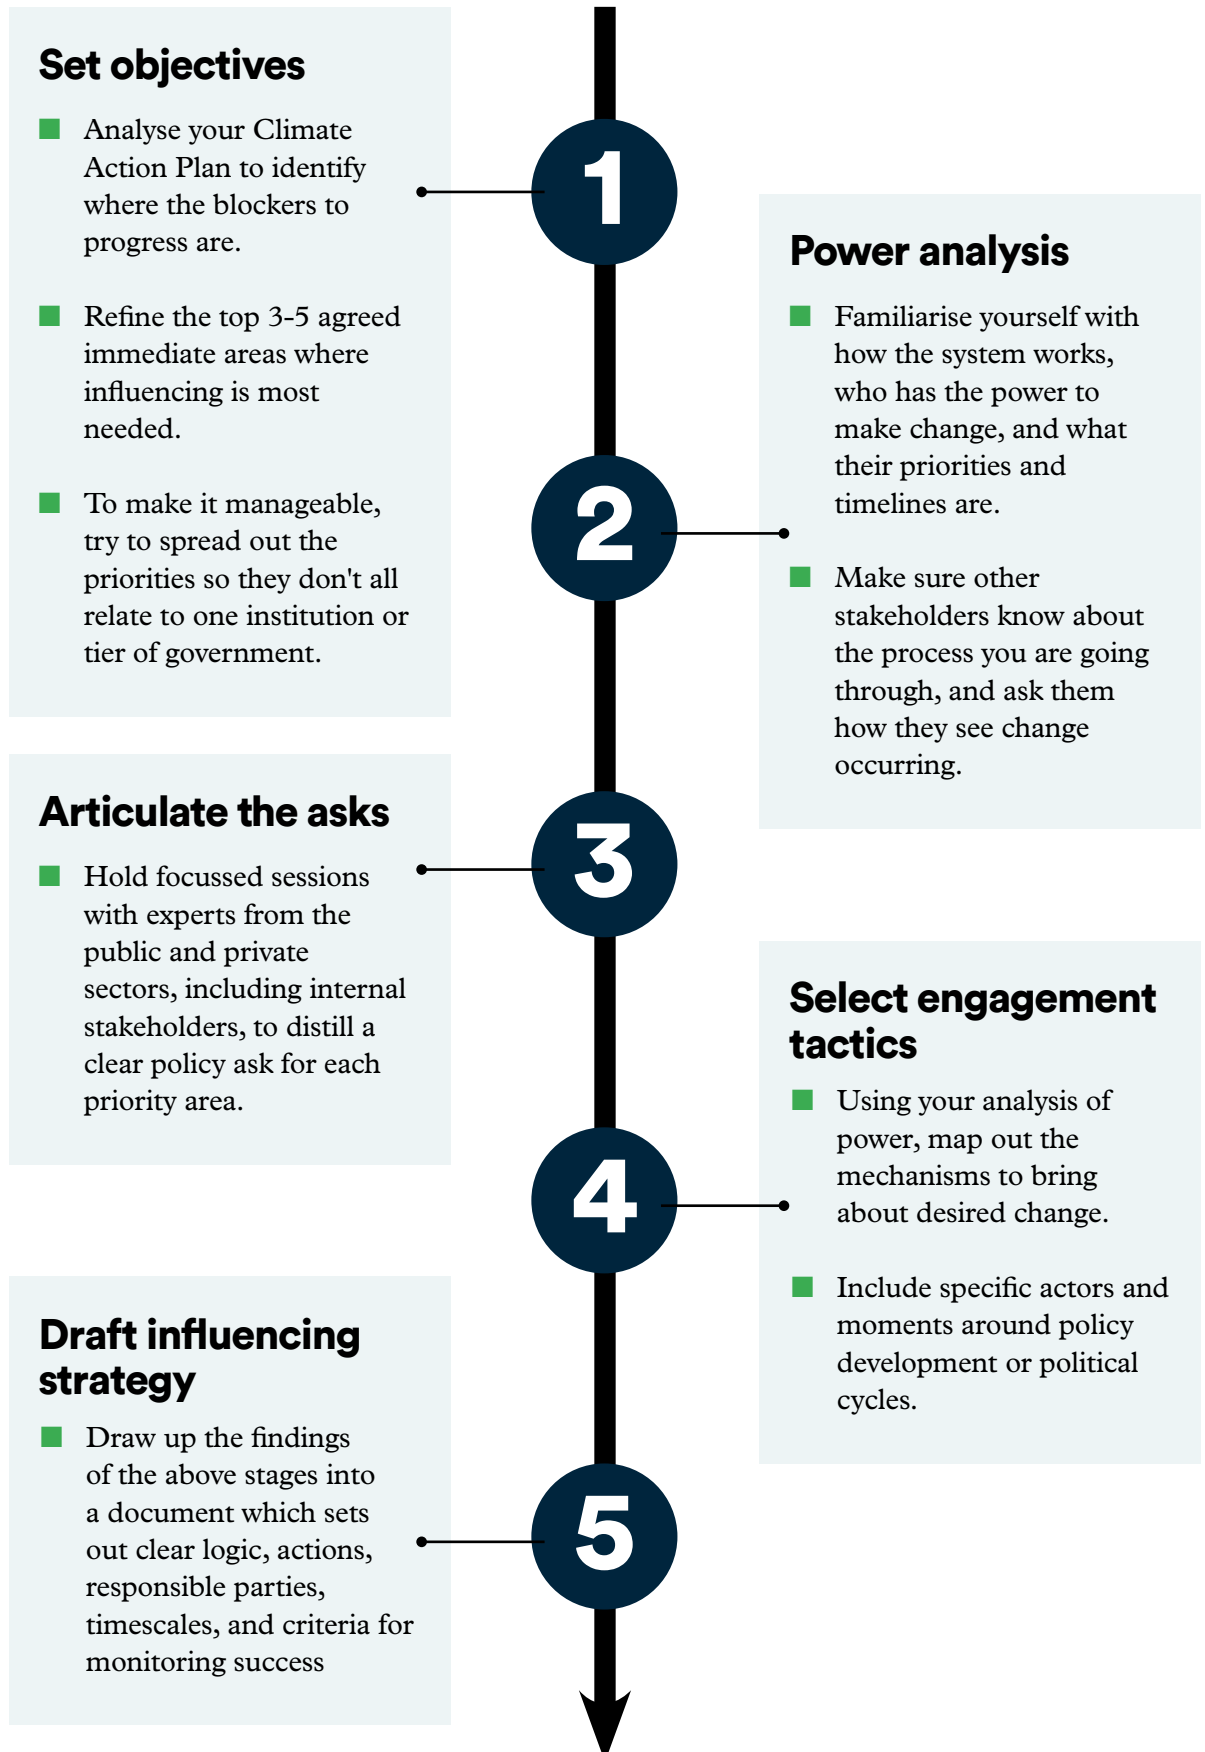 Set objectives
Analyse your Climate
Action Plan to identify
where the blockers to
progress are.
Refine the top 3-5 agreed
immediate areas where
influencing is most
needed.
To make it manageable,
try to spread out the
priorities so they don't all
relate to one institution or
tier of government.
1
Power analysis
Familiarise yourself with
how the system works,
who has the power to
make change, and what
their priorities and
timelines are.
Make sure other
stakeholders know about
the process you are going
through, and ask them
how they see change
occurring.
2
Articulate the asks
Hold focussed sessions
with experts from the
public and private
sectors, including internal
stakeholders, to distill a
clear policy ask for each
priority area.
3
Select engagement
tactics
Using your analysis of
power, map out the
mechanisms to bring
about desired change.
Include specific actors and
moments around policy
development or political
cycles.
4
Draft influencing
strategy
Draw up the findings
of the above stages into
a document which sets
out clear logic, actions,
responsible parties,
timescales, and criteria for
monitoring success
5